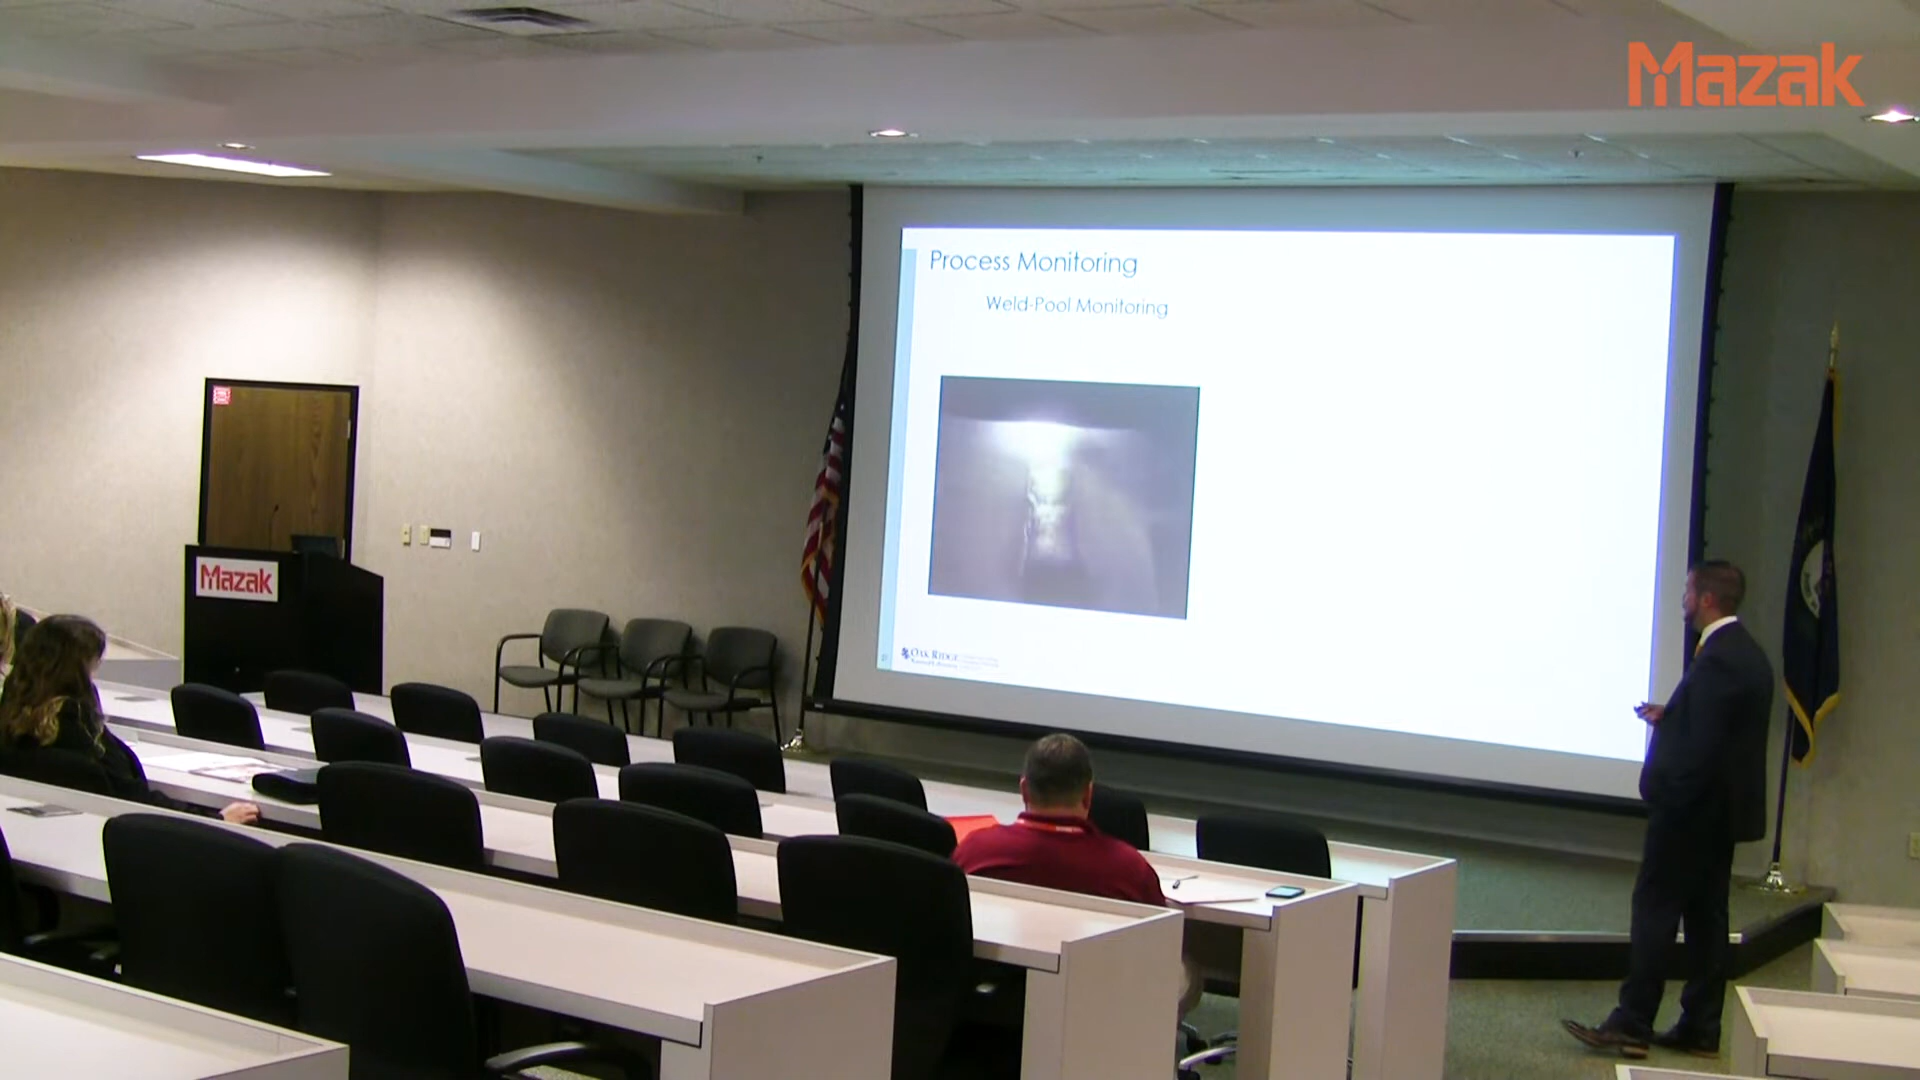 Mazak
Process Monitoring
Weld-Pool Monitoring
Mazak
OAK RIDGE